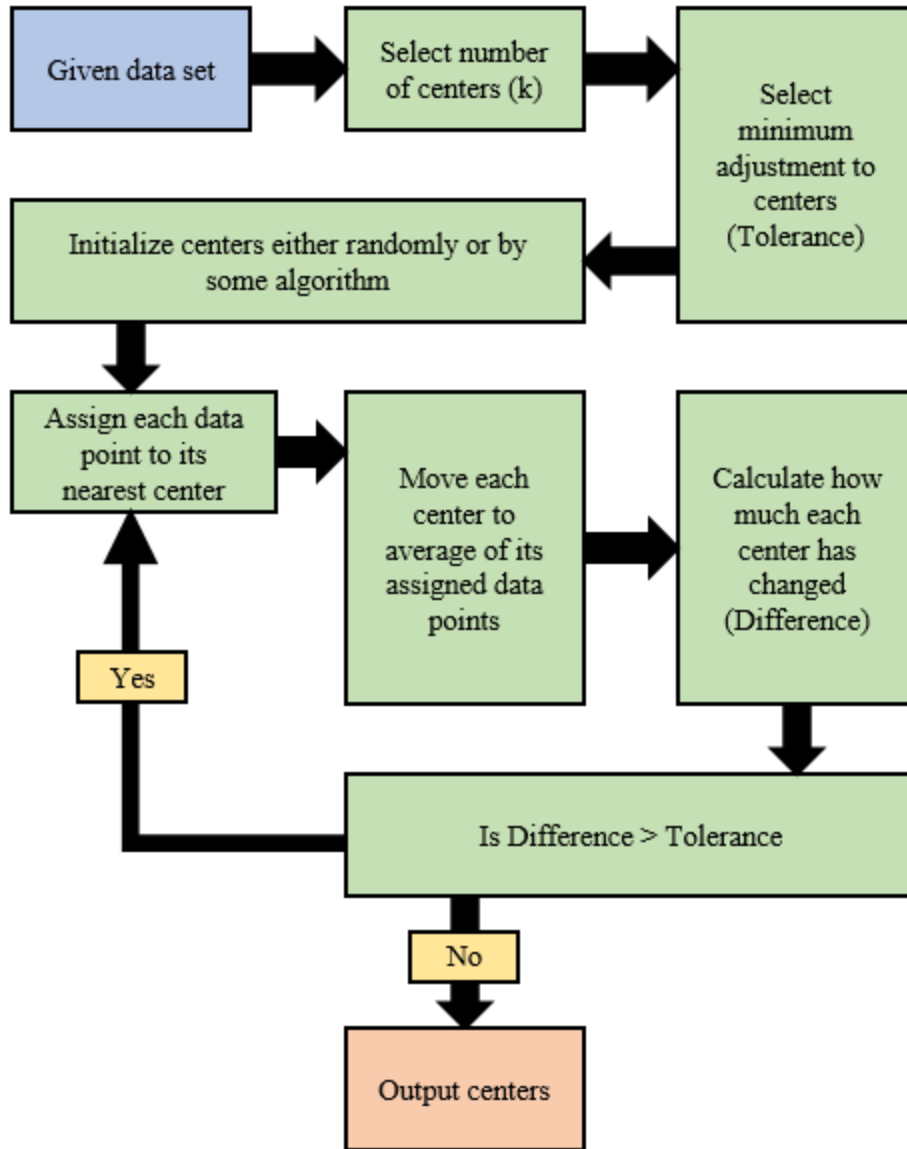 Given data set
Select number
of centers (k)
Select
minimum
adjustment to
centers
(Tolerance)
Initialize centers either randomly or by
some algorithm
Assign each data
point to its
nearest center
Move each
center to
average of its
assigned data
points
Calculate how
much each
center has
changed
(Difference)
Yes
Is Difference > Tolerance
No
Output centers